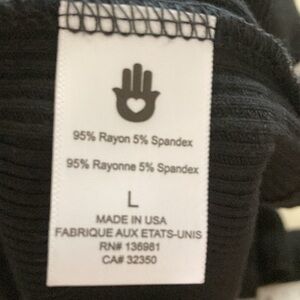 95% Rayon 5% Spandex
95% Rayonne 5% Spandex
L
MADE IN USA
FABRIQUE AUX ETATS-UNIS
RN# 136981
CA# 32350